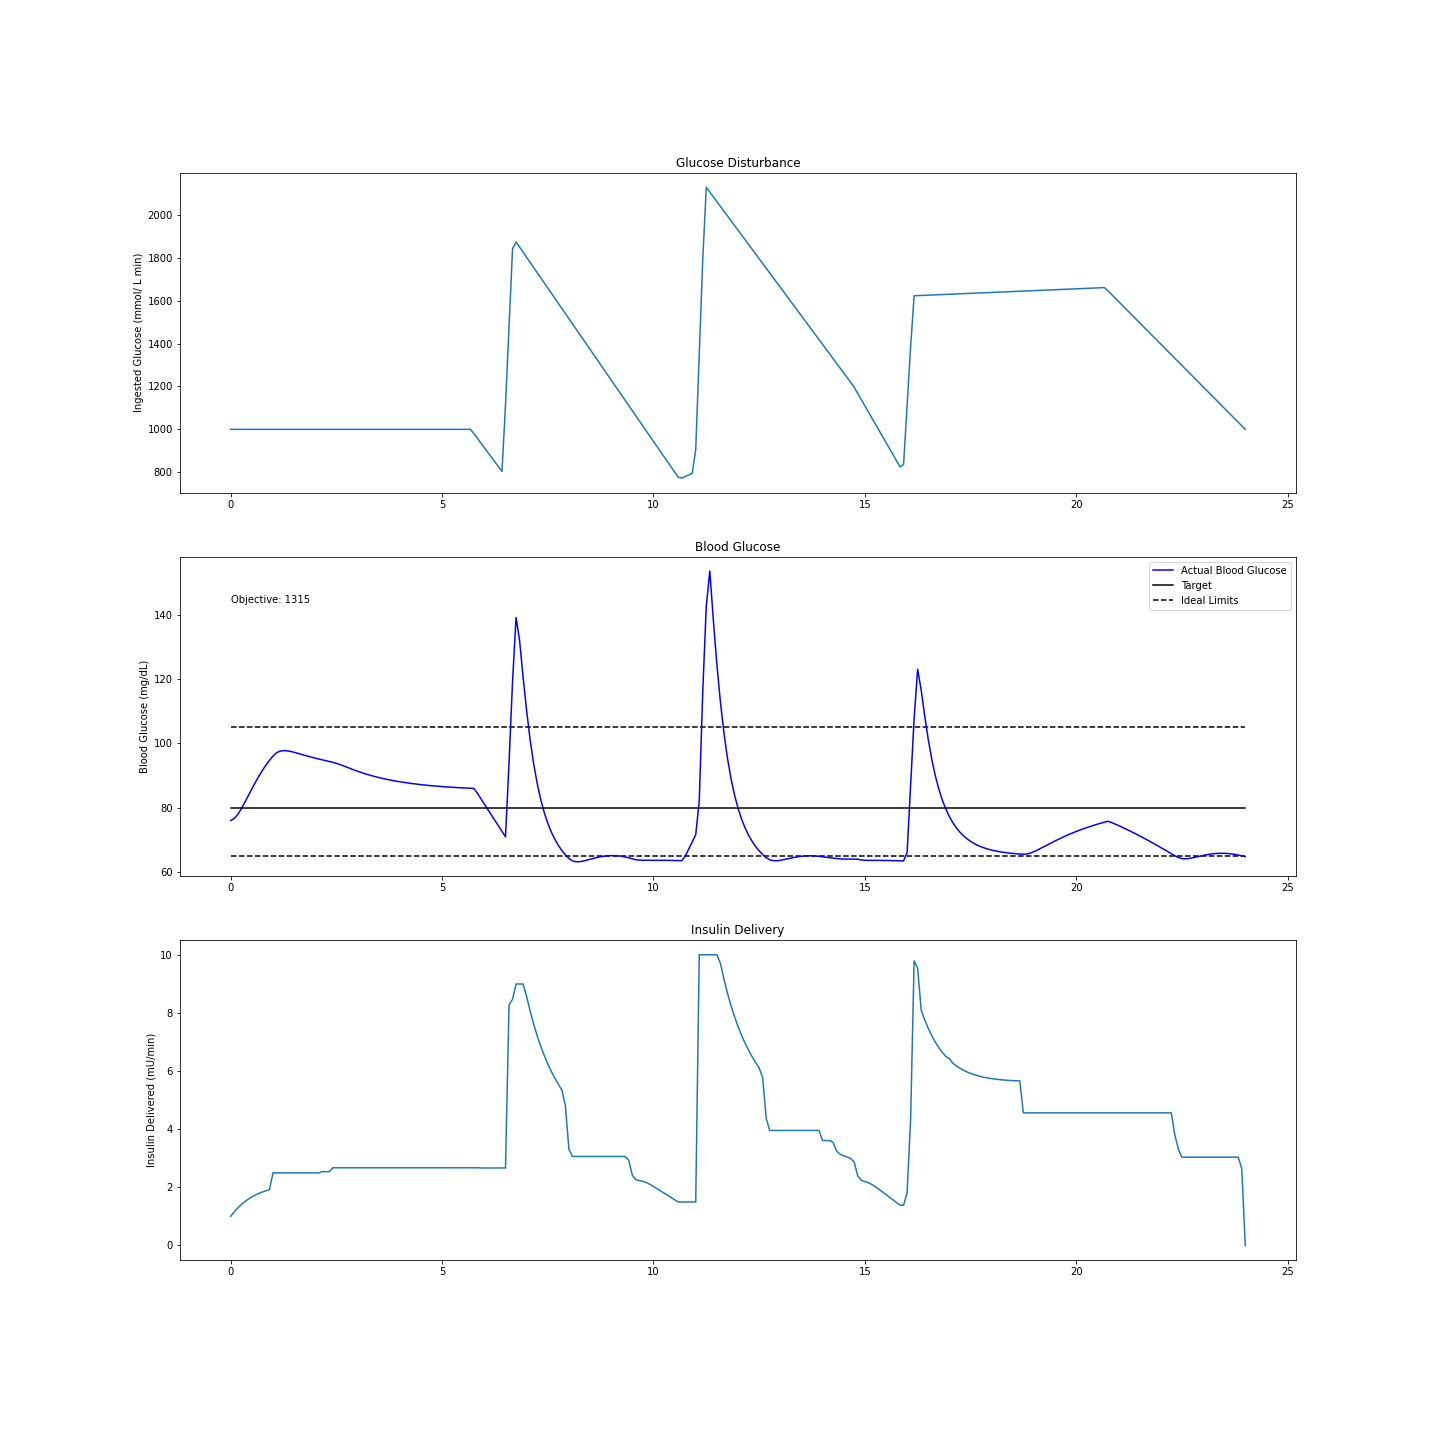 Glucose Disturbance
Ingested Glucose (mmol/ L min)
2000
1800
1600
1400
1200
1000
800
0 5 10 15 20 25
Blood Glucose
Blood Glucose (mg/dL)
Objective: 1315
Actual Blood Glucose
Target
Ideal Limits
140
120
100
80
60
0 5 10 15 20 25
Insulin Delivery
Insulin Delivered (mU/min)
10
8
6
4
2
0
0 5 10 15 20 25